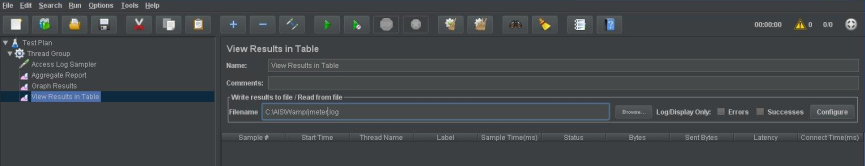 File Edit Search Run Options Tools Help
00:00:00 0 0/0
Test Plan
Thread Group
Access Log Sampler
Aggregate Report
Graph Results
View Results in Table
View Results in Table
Name: View Results in Table
Comments:
Write results to file / Read from file
Filename C:\AIS\Wamp\jmeter.log Browse... Log/Display Only: Errors Successes Configure
Sample # Start Time Thread Name Label Sample Time(ms) Status Bytes Sent Bytes Latency Connect Time(ms)